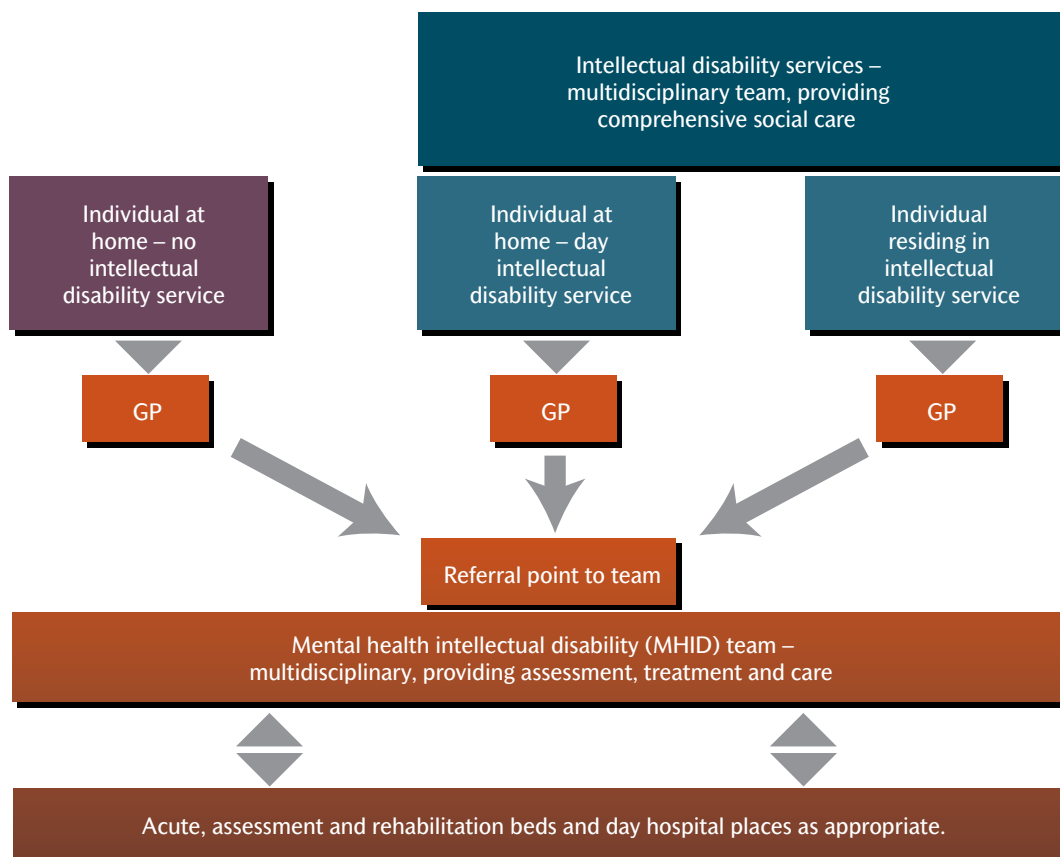 Intellectual disability services –
multidisciplinary team, providing
comprehensive social care
Individual at
home – no
intellectual
disability service
Individual at
home – day
intellectual
disability service
Individual
residing in
intellectual
disability service
GP
GP
GP
Referral point to team
Mental health intellectual disability (MHID) team –
multidisciplinary, providing assessment, treatment and care
Acute, assessment and rehabilitation beds and day hospital places as appropriate.